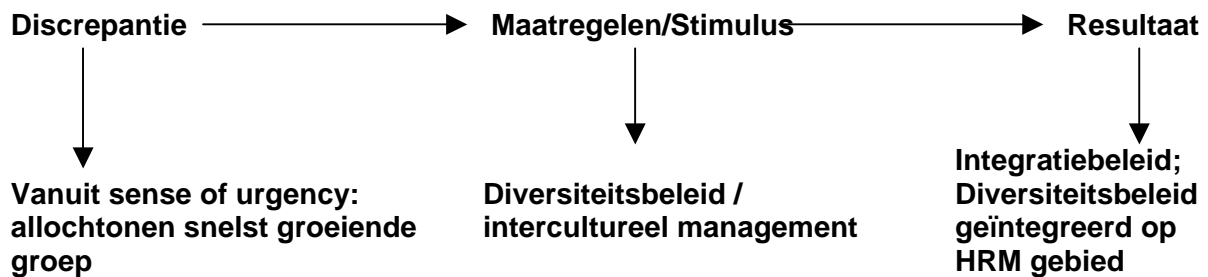 Discrepantie
Maatregelen/Stimulus
Resultaat
Vanuit sense of urgency:
allochtonen snelst groeiende
groep
Diversiteitsbeleid /
intercultureel management
Integratiebeleid;
Diversiteitsbeleid
geïntegreerd op
HRM gebied